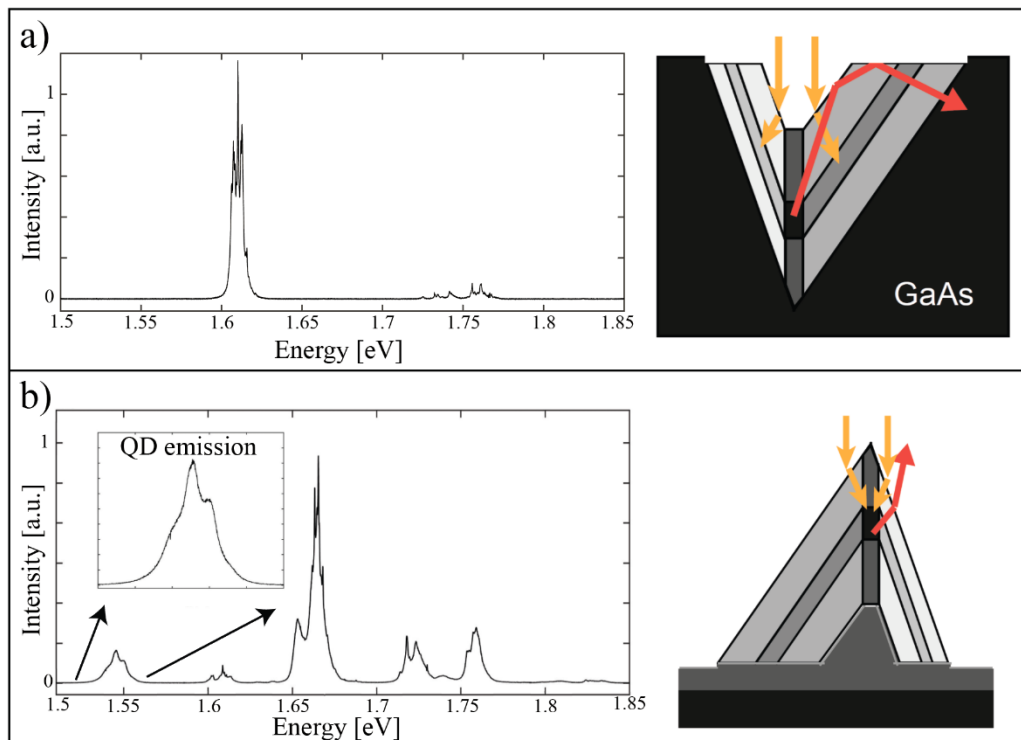 a)
Intensity [a.u.]
1
0
1.5 1.55 1.6 1.65 1.7 1.75 1.8 1.85
Energy [eV]
GaAs
b)
QD emission
Intensity [a.u.]
1
0
1.5 1.55 1.6 1.65 1.7 1.75 1.8 1.85
Energy [eV]